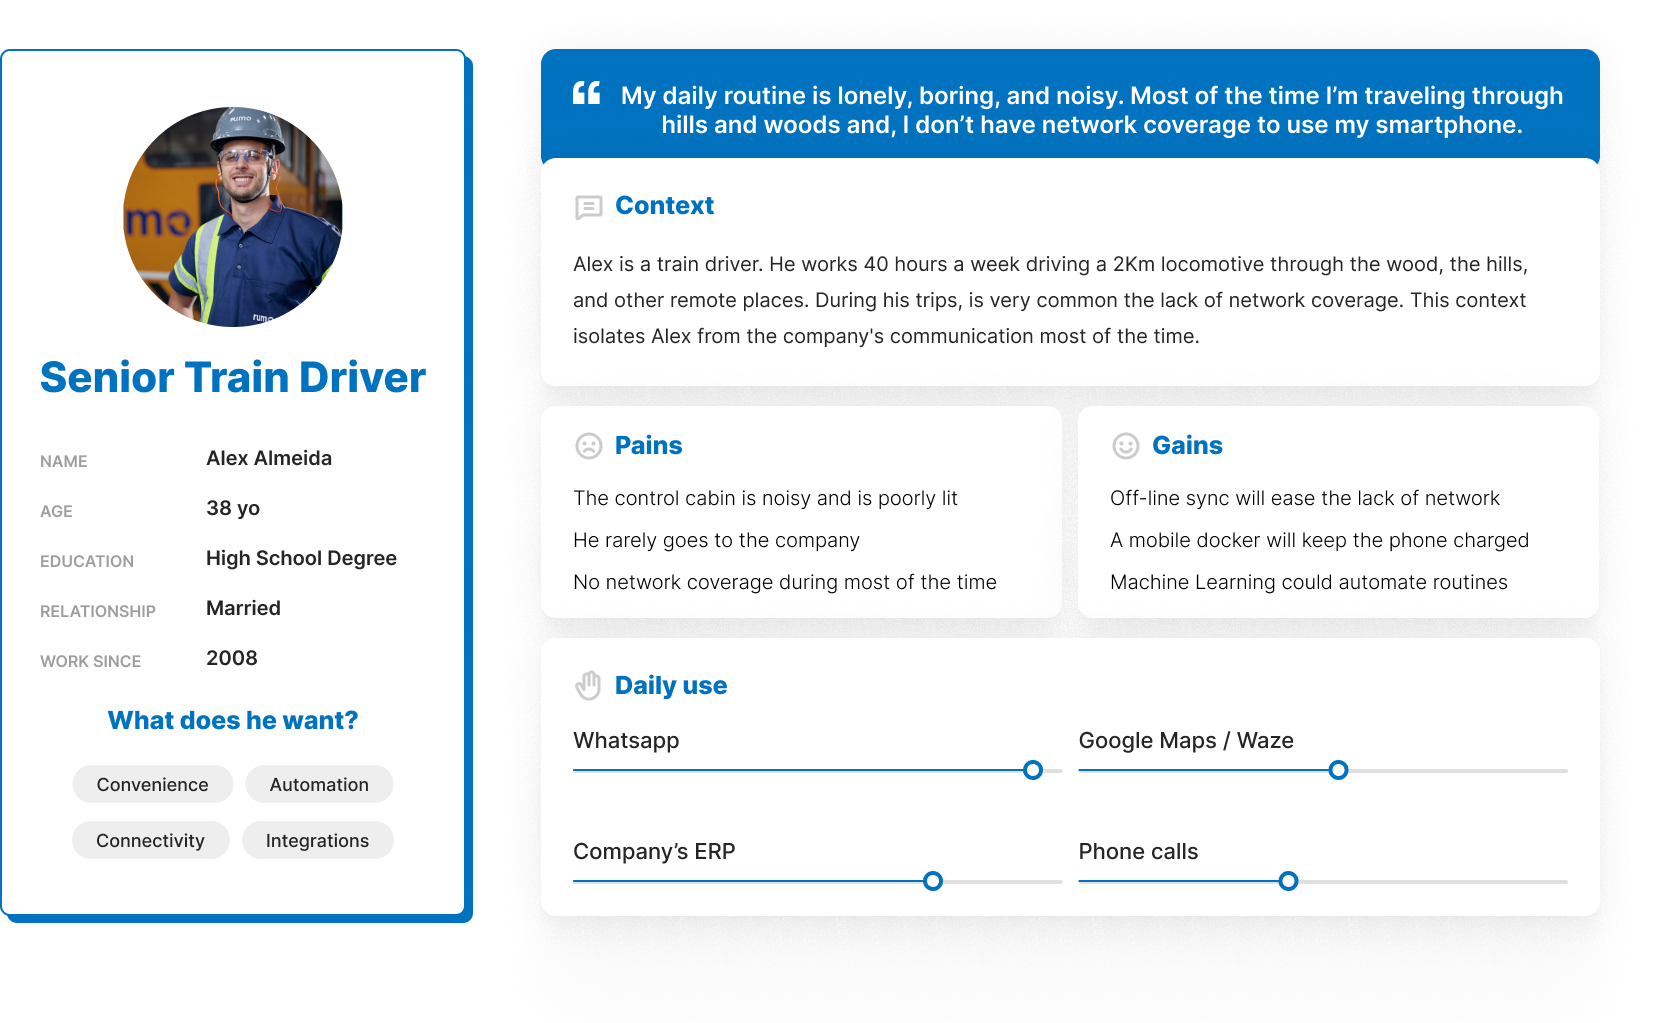 rumo
mo
rumo
Senior Train Driver
NAME Alex Almeida
AGE 38 yo
EDUCATION High School Degree
RELATIONSHIP Married
WORK SINCE 2008
What does he want?
Convenience Automation
Connectivity Integrations
“ My daily routine is lonely, boring, and noisy. Most of the time I’m traveling through
hills and woods and, I don’t have network coverage to use my smartphone.
Context
Alex is a train driver. He works 40 hours a week driving a 2Km locomotive through the wood, the hills,
and other remote places. During his trips, is very common the lack of network coverage. This context
isolates Alex from the company's communication most of the time.
Pains
The control cabin is noisy and is poorly lit
He rarely goes to the company
No network coverage during most of the time
Gains
Off-line sync will ease the lack of network
A mobile docker will keep the phone charged
Machine Learning could automate routines
Daily use
Whatsapp
Google Maps / Waze
Company’s ERP
Phone calls